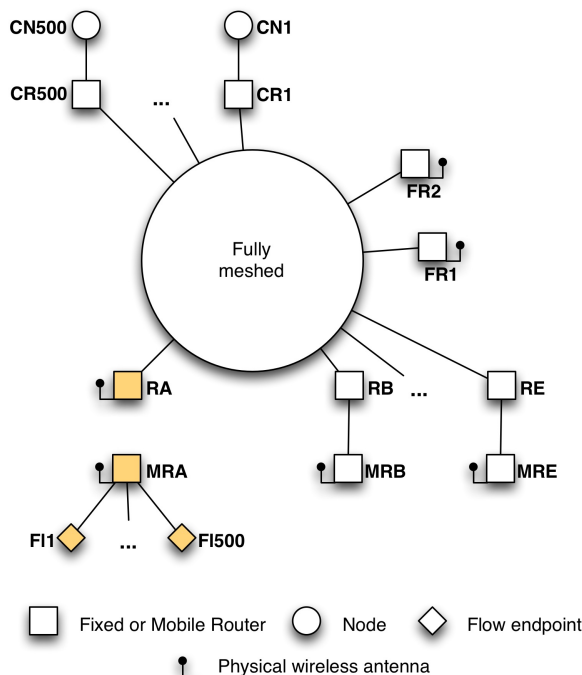 CN500
CN1
CR500
...
CR1
FR2
Fully
meshed
FR1
RA
RB
...
RE
MRA
MRB
MRE
FI1
...
FI500
Fixed or Mobile Router
Node
Flow endpoint
Physical wireless antenna